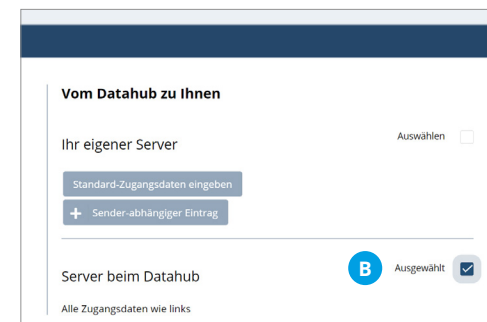 Vom Datahub zu Ihnen
Ihr eigener Server
Auswählen
Standard-Zugangsdaten eingeben
+ Sender-abhängiger Eintrag
Server beim Datahub
B
Ausgewählt
Alle Zugangsdaten wie links